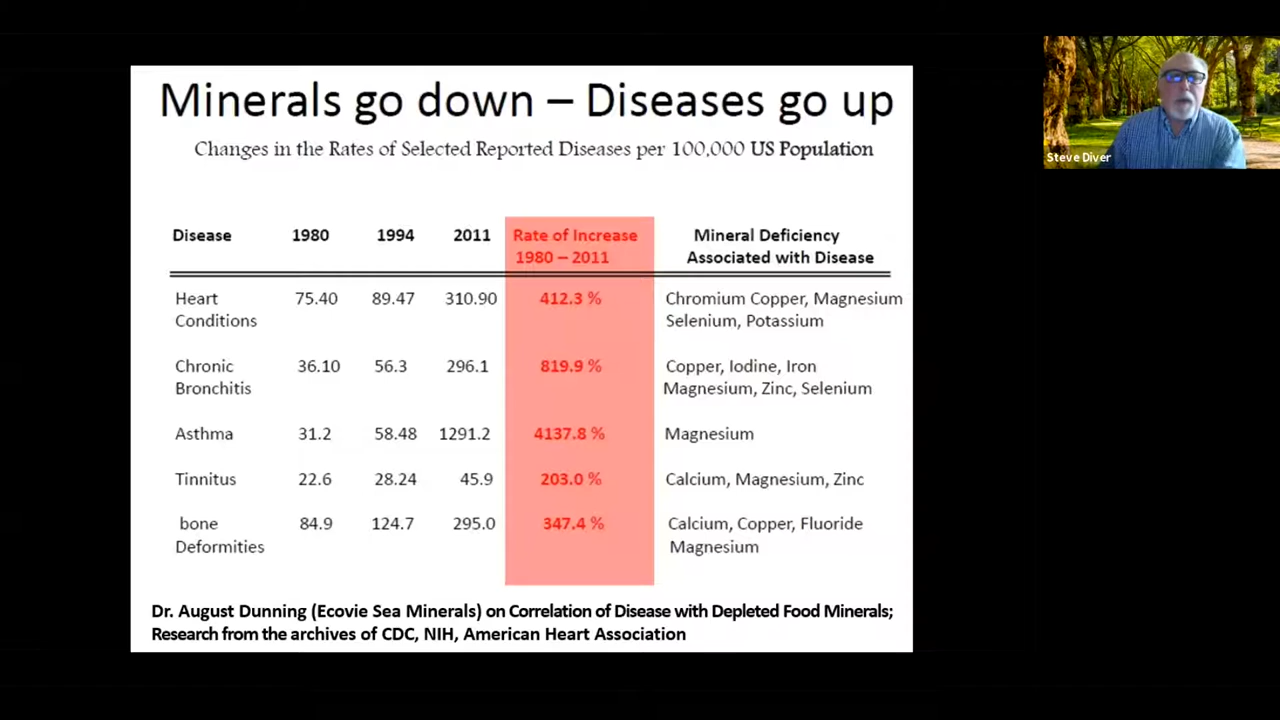 Minerals go down – Diseases go up
Changes in the Rates of Selected Reported Diseases per 100,000 US Population
Steve Diver
Disease 1980 1994 2011 Rate of Increase Mineral Deficiency
1980 – 2011 Associated with Disease
Heart 75.40 89.47 310.90 412.3 % Chromium Copper, Magnesium
Conditions Selenium, Potassium
Chronic 36.10 56.3 296.1 819.9 % Copper, Iodine, Iron
Bronchitis Magnesium, Zinc, Selenium
Asthma 31.2 58.48 1291.2 4137.8 % Magnesium
Tinnitus 22.6 28.24 45.9 203.0 % Calcium, Magnesium, Zinc
bone 84.9 124.7 295.0 347.4 % Calcium, Copper, Fluoride
Deformities Magnesium
Dr. August Dunning (Ecovie Sea Minerals) on Correlation of Disease with Depleted Food Minerals;
Research from the archives of CDC, NIH, American Heart Association